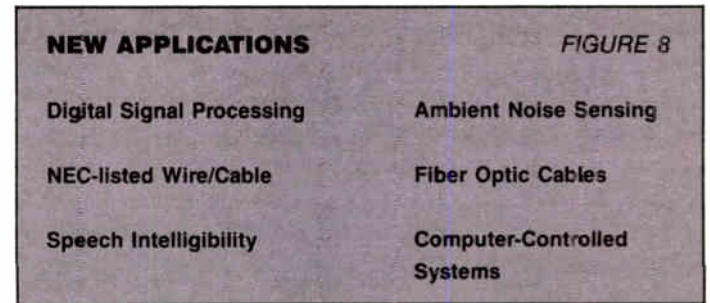 NEW APPLICATIONS
FIGURE 8
Digital Signal Processing
Ambient Noise Sensing
NEC-listed Wire/Cable
Fiber Optic Cables
Speech Intelligibility
Computer-Controlled
Systems